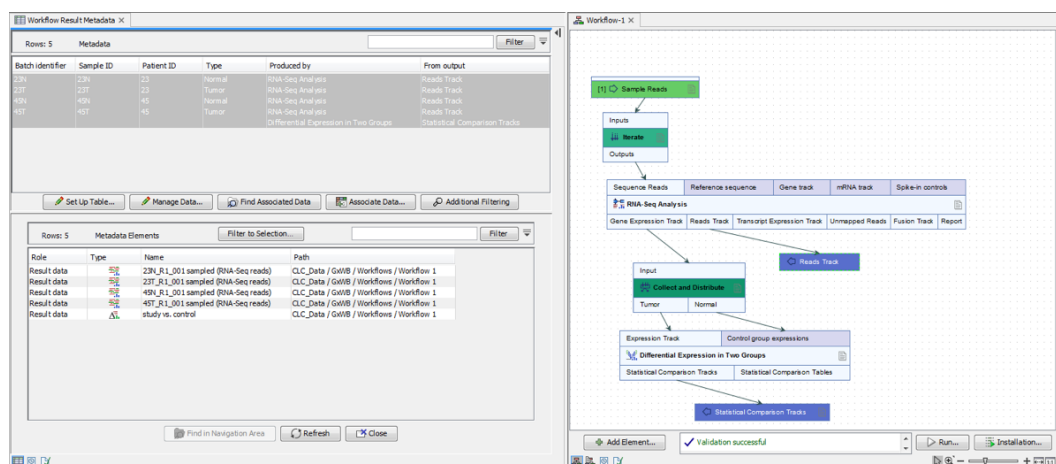 Workflow Result Metadata
Rows: 5 Metadata Filter
Batch identifier Sample ID Patient ID Type Produced by From output
23N 23N 23 Normal RNA-Seq Analysis Reads Track
23T 23T 23 Tumor RNA-Seq Analysis Reads Track
45N 45N 45 Normal RNA-Seq Analysis Reads Track
45T 45T 45 Tumor RNA-Seq Analysis Reads Track
Differential Expression in Two Groups Statistical Comparison Tracks
Set Up Table... Manage Data... Find Associated Data Associate Data... Additional Filtering
Rows: 5 Metadata Elements Filter to Selection... Filter
Role Type Name Path
Result data 23N_R1_001 sampled (RNA-Seq reads) CLC_Data / GxWB / Workflows / Workflow 1
Result data 23T_R1_001 sampled (RNA-Seq reads) CLC_Data / GxWB / Workflows / Workflow 1
Result data 45N_R1_001 sampled (RNA-Seq reads) CLC_Data / GxWB / Workflows / Workflow 1
Result data 45T_R1_001 sampled (RNA-Seq reads) CLC_Data / GxWB / Workflows / Workflow 1
Result data study vs. control CLC_Data / GxWB / Workflows / Workflow 1
Find in Navigation Area Refresh Close
Workflow-1
[1] Sample Reads
Inputs
Iterate
Outputs
Sequence Reads Reference sequence Gene track mRNA track Spike-in controls
RNA-Seq Analysis
Gene Expression Track Reads Track Transcript Expression Track Unmapped Reads Fusion Track Report
Reads Track
Input
Collect and Distribute
Tumor Normal
Expression Track Control group expressions
Differential Expression in Two Groups
Statistical Comparison Tracks Statistical Comparison Tables
Statistical Comparison Tracks
Add Element... Validation successful Run... Installation...